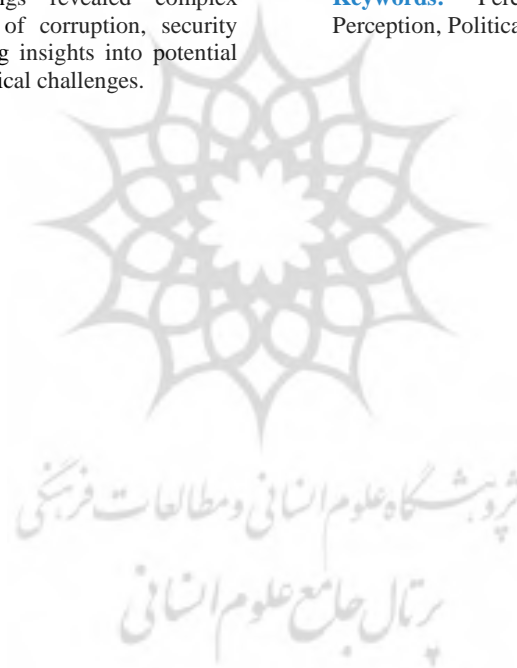 ngs revealed complex
of corruption, security
g insights into potential
ical challenges.
Keywords:
Perception, Politica
پژوهشگاه علوم انسانی و مطالعات فرهنگی
پرتال جامع علوم انسانی